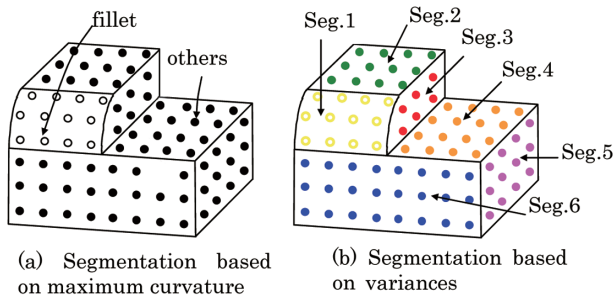 fillet
others
(a) Segmentation based
on maximum curvature
Seg.1
Seg.2
Seg.3
Seg.4
Seg.5
Seg.6
(b) Segmentation based
on variances